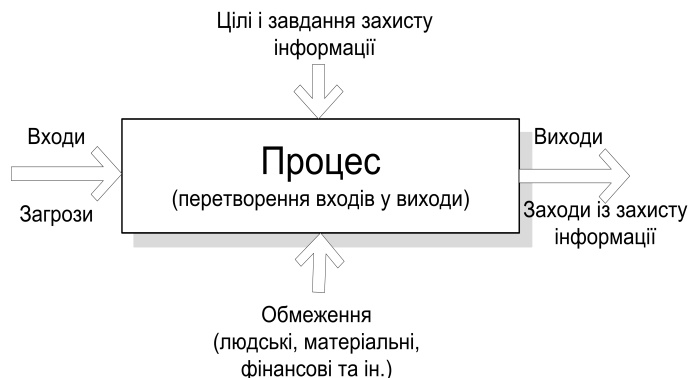 Цілі і завдання захисту
інформації
Входи
Загрози
Процес
(перетворення входів у виходи)
Виходи
Заходи із захисту
інформації
Обмеження
(людські, матеріальні,
фінансові та ін.)